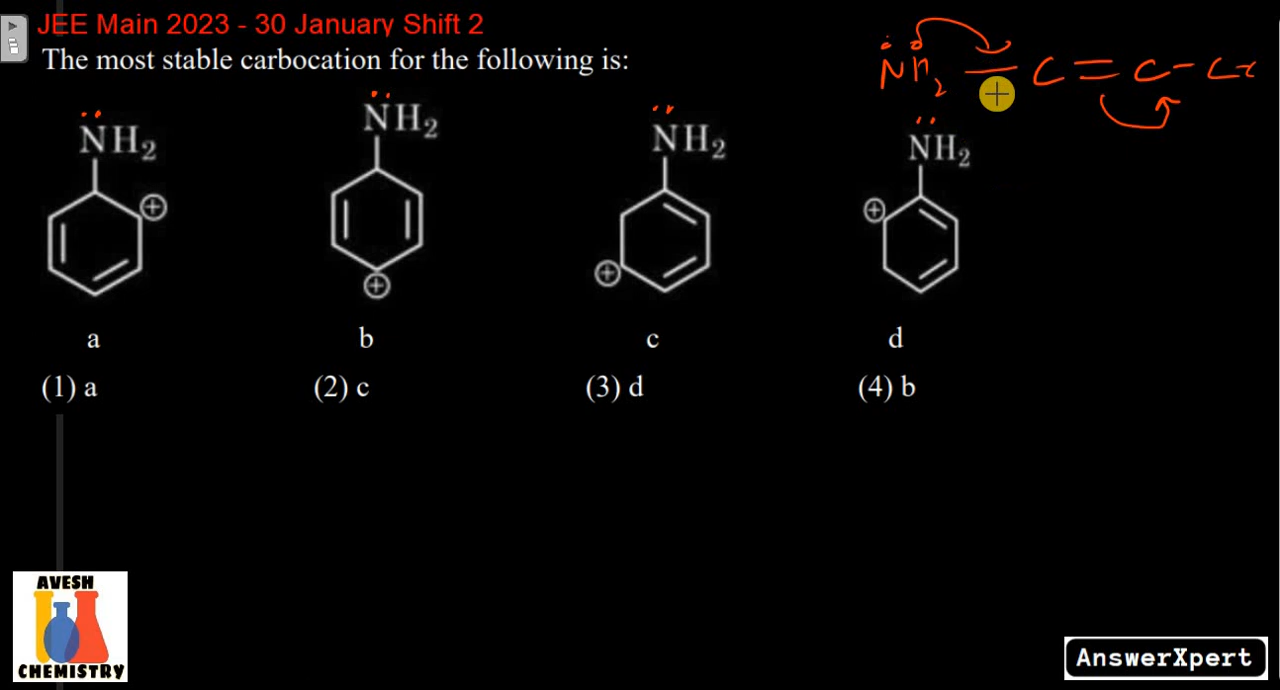 JEE Main 2023 - 30 January Shift 2
The most stable carbocation for the following is:
NH2 = C = C - C
NH2 NH2 NH2 NH2
a b c d
(1) a (2) c (3) d (4) b
AVESH
CHEMISTRY
AnswerXpert